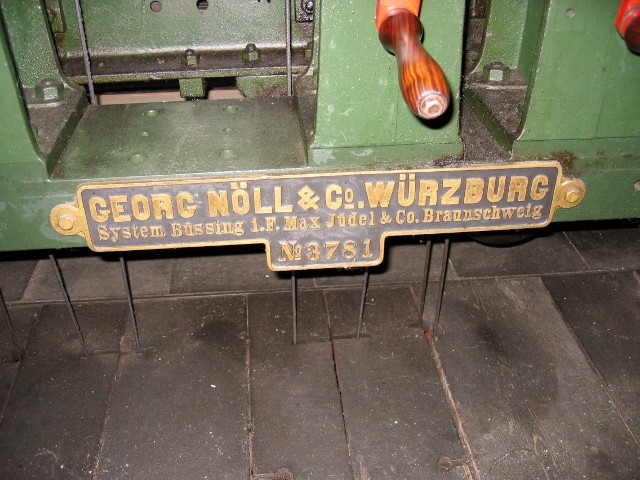 GEORG NÖLL & Co. WÜRZBURG
System Büssing i.F. Max Jüdel & Co. Braunschweig
No 3781